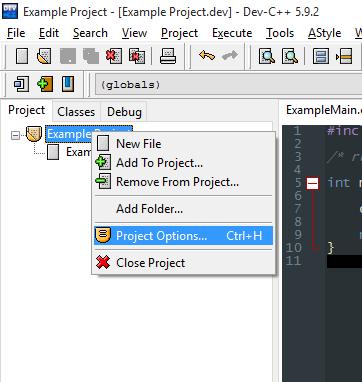 Example Project - [Example Project.dev] - Dev-C++ 5.9.2
File Edit Search View Project Execute Tools AStyle
(globals)
Project Classes Debug
Example
Exam
New File
Add To Project...
Remove From Project...
Add Folder...
Project Options... Ctrl+H
Close Project
ExampleMain.
1 #inc
2
3 /* r
4
5 int
6
7
8
9
10 }
11